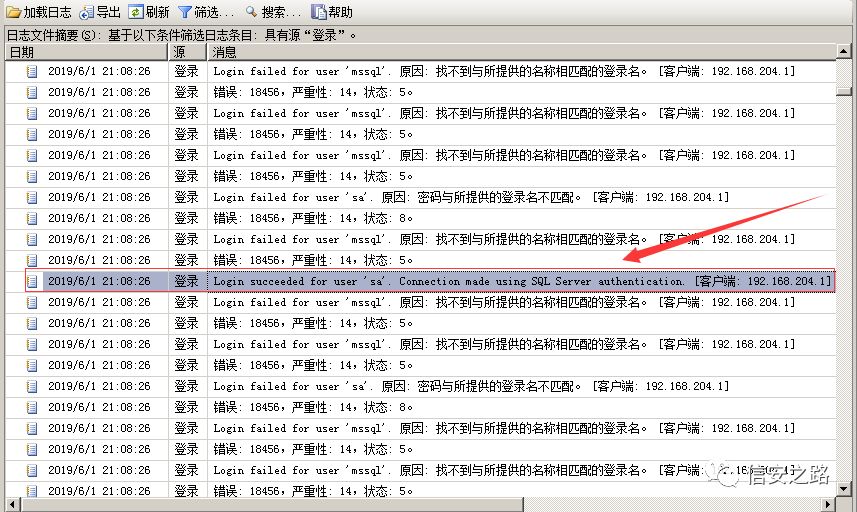 加载日志 导出 刷新 筛选... 搜索... 帮助
日志文件摘要(S): 基于以下条件筛选日志条目: 具有源“登录”。
日期 源 消息
2019/6/1 21:08:26 登录 Login failed for user 'mssql'. 原因: 找不到与所提供的名称相匹配的登录名。 [客户端: 192.168.204.1]
2019/6/1 21:08:26 登录 错误: 18456，严重性: 14，状态: 5。
2019/6/1 21:08:26 登录 Login failed for user 'mssql'. 原因: 找不到与所提供的名称相匹配的登录名。 [客户端: 192.168.204.1]
2019/6/1 21:08:26 登录 错误: 18456，严重性: 14，状态: 5。
2019/6/1 21:08:26 登录 Login failed for user 'mssql'. 原因: 找不到与所提供的名称相匹配的登录名。 [客户端: 192.168.204.1]
2019/6/1 21:08:26 登录 错误: 18456，严重性: 14，状态: 5。
2019/6/1 21:08:26 登录 Login failed for user 'sa'. 原因: 密码与所提供的登录名不匹配。 [客户端: 192.168.204.1]
2019/6/1 21:08:26 登录 错误: 18456，严重性: 14，状态: 8。
2019/6/1 21:08:26 登录 Login failed for user 'mssql'. 原因: 找不到与所提供的名称相匹配的登录名。 [客户端: 192.168.204.1]
2019/6/1 21:08:26 登录 错误: 18456，严重性: 14，状态: 5。
2019/6/1 21:08:26 登录 Login succeeded for user 'sa'. Connection made using SQL Server authentication. [客户端: 192.168.204.1]
2019/6/1 21:08:26 登录 Login failed for user 'mssql'. 原因: 找不到与所提供的名称相匹配的登录名。 [客户端: 192.168.204.1]
2019/6/1 21:08:26 登录 错误: 18456，严重性: 14，状态: 5。
2019/6/1 21:08:26 登录 Login failed for user 'mssql'. 原因: 找不到与所提供的名称相匹配的登录名。 [客户端: 192.168.204.1]
2019/6/1 21:08:26 登录 错误: 18456，严重性: 14，状态: 5。
2019/6/1 21:08:26 登录 Login failed for user 'sa'. 原因: 密码与所提供的登录名不匹配。 [客户端: 192.168.204.1]
2019/6/1 21:08:26 登录 错误: 18456，严重性: 14，状态: 8。
2019/6/1 21:08:26 登录 Login failed for user 'mssql'. 原因: 找不到与所提供的名称相匹配的登录名。 [客户端: 192.168.204.1]
2019/6/1 21:08:26 登录 错误: 18456，严重性: 14，状态: 5。
2019/6/1 21:08:26 登录 Login failed for user 'mssql'. 原因: 找不到与所提供的名称相匹配的登录名。 [客户端: 192.168.204.1]
2019/6/1 21:08:26 登录 错误: 18456，严重性: 14，状态: 5。
信安之路